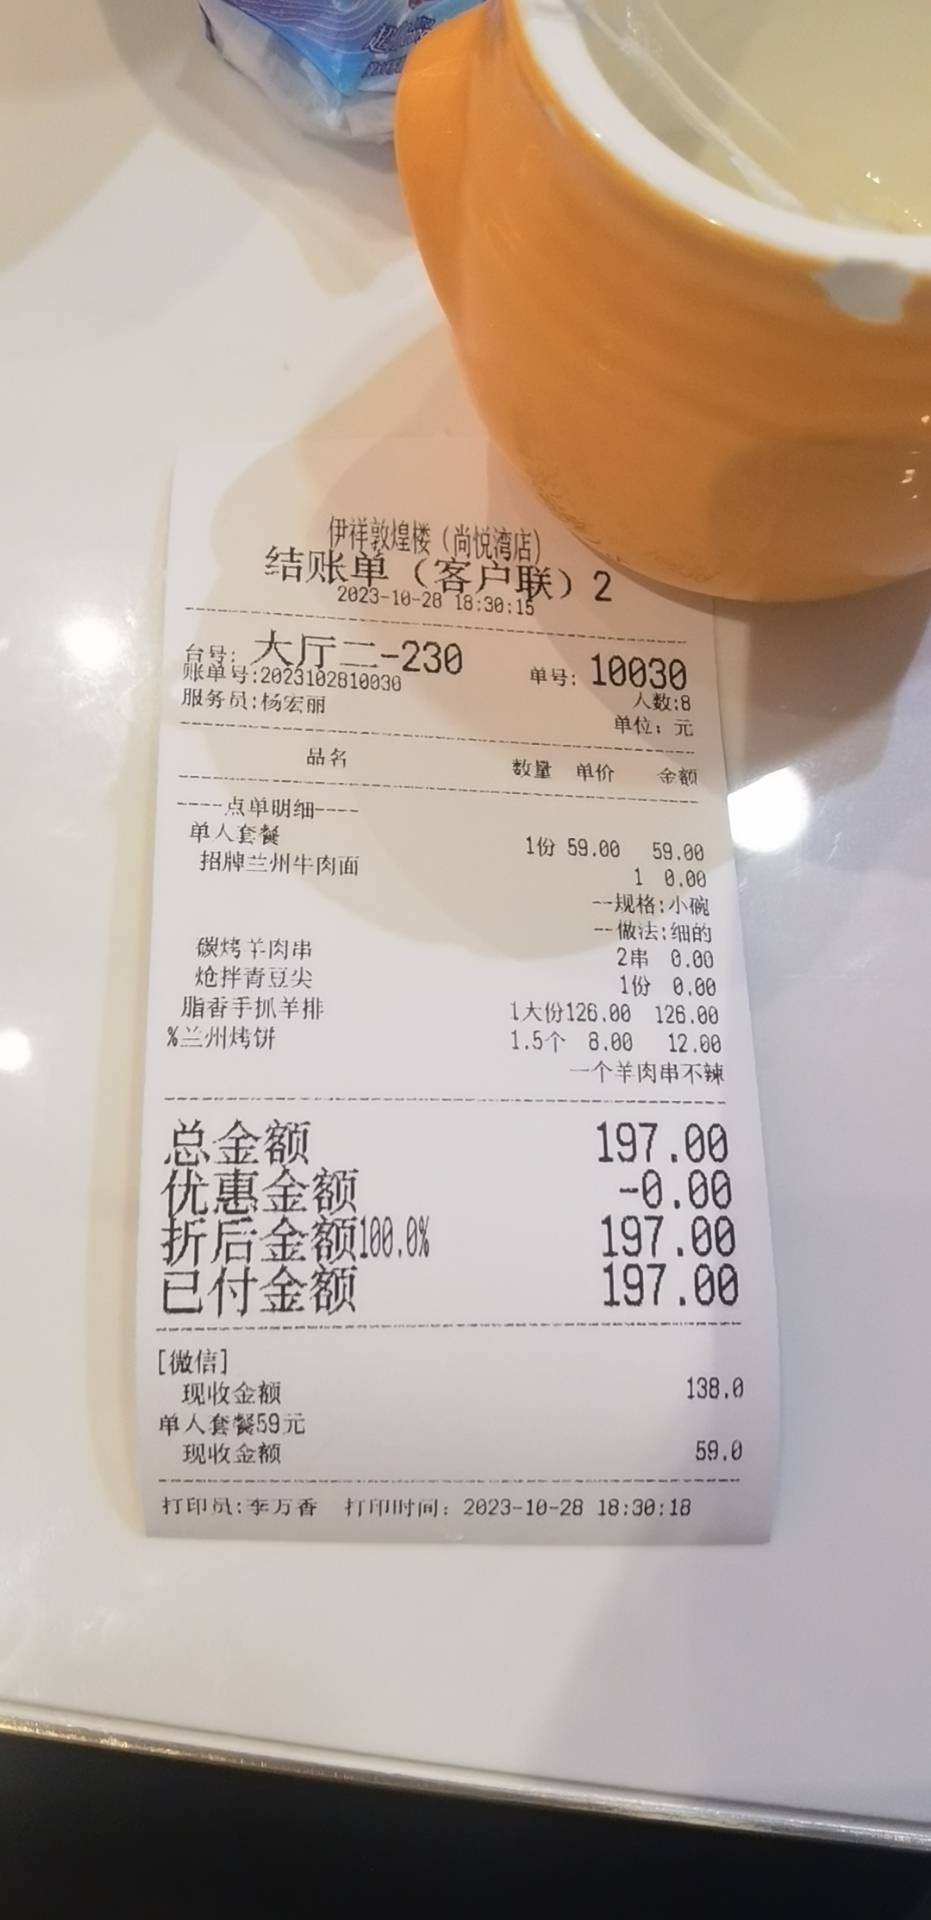 伊祥敦煌楼（尚悦湾店）
结账单（客户联）2
2023-10-28 18:30:15
台号：大厅二-230 单号：10030
账单号:2023102810030
人数:8
服务员:杨宏丽
单位：元
品名 数量 单价 金额
----点单明细----
单人套餐 1份 59.00 59.00
招牌兰州牛肉面 1 0.00
--规格:小碗
--做法:细的
碳烤羊肉串 2串 0.00
炝拌青豆尖 1份 0.00
脂香手抓羊排 1大份126.00 126.00
%兰州烤饼 1.5个 8.00 12.00
一个羊肉串不辣
总金额 197.00
优惠金额 -0.00
折后金额100.0% 197.00
已付金额 197.00
[微信]
现收金额 138.0
单人套餐59元
现收金额 59.0
打印员:李万香 打印时间：2023-10-28 18:30:18